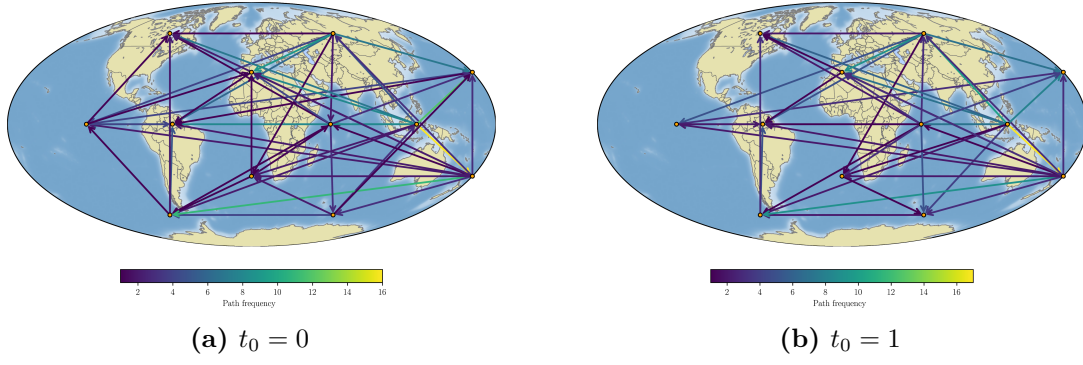 2 4 6 8 10 12 14 16
Path frequency
(a) t₀ = 0
2 4 6 8 10 12 14 16
Path frequency
(b) t₀ = 1